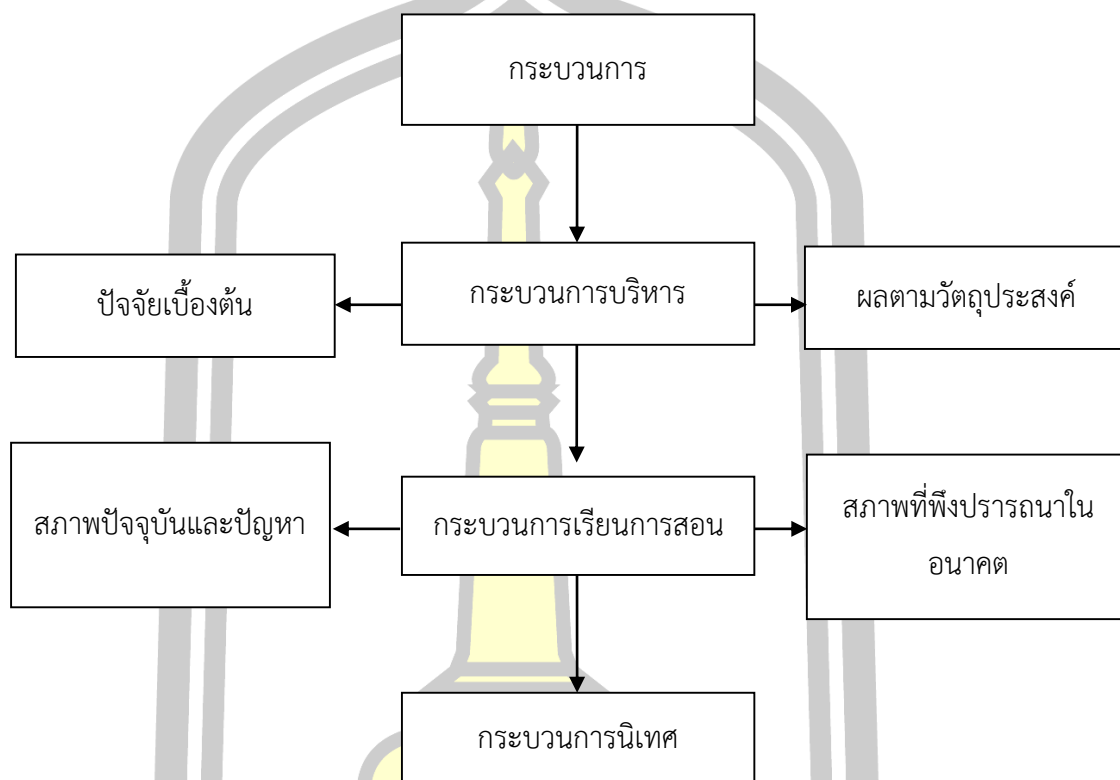 กระบวนการ
ปัจจัยเบื้องต้น
กระบวนการบริหาร
ผลตามวัตถุประสงค์
สภาพปัจจุบันและปัญหา
กระบวนการเรียนการสอน
สภาพที่พึงปรารถนาใน
อนาคต
กระบวนการนิเทศ